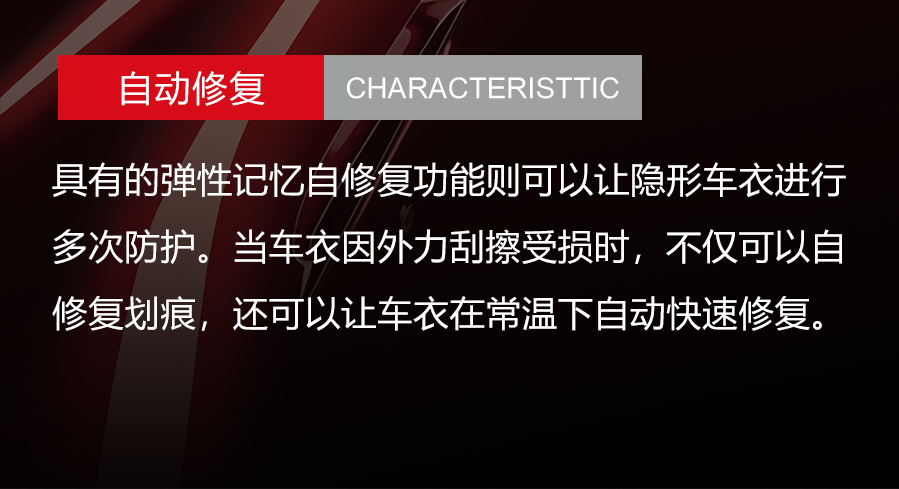 自动修复 CHARACTERISTTIC
具有的弹性记忆自修复功能则可以让隐形车衣进行
多次防护。当车衣因外力刮擦受损时，不仅可以自
修复划痕，还可以让车衣在常温下自动快速修复。